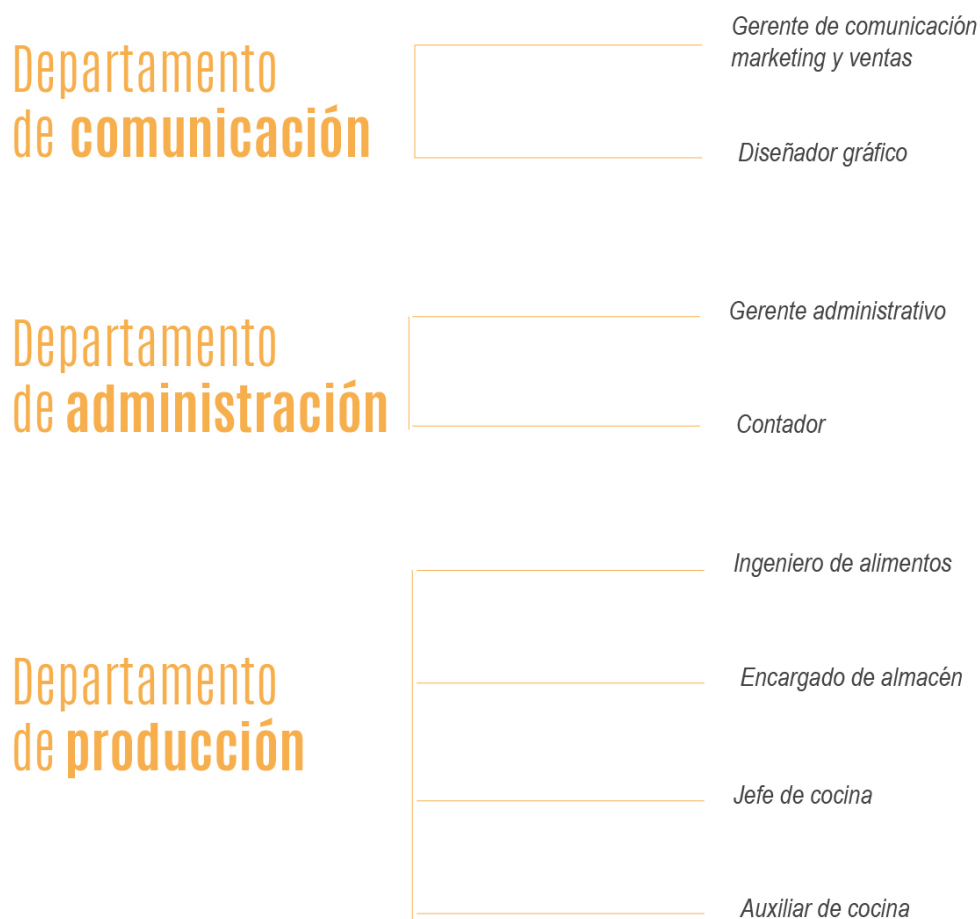 Departamento
de comunicación
Gerente de comunicación
marketing y ventas
Diseñador gráfico
Departamento
de administración
Gerente administrativo
Contador
Departamento
de producción
Ingeniero de alimentos
Encargado de almacén
Jefe de cocina
Auxiliar de cocina